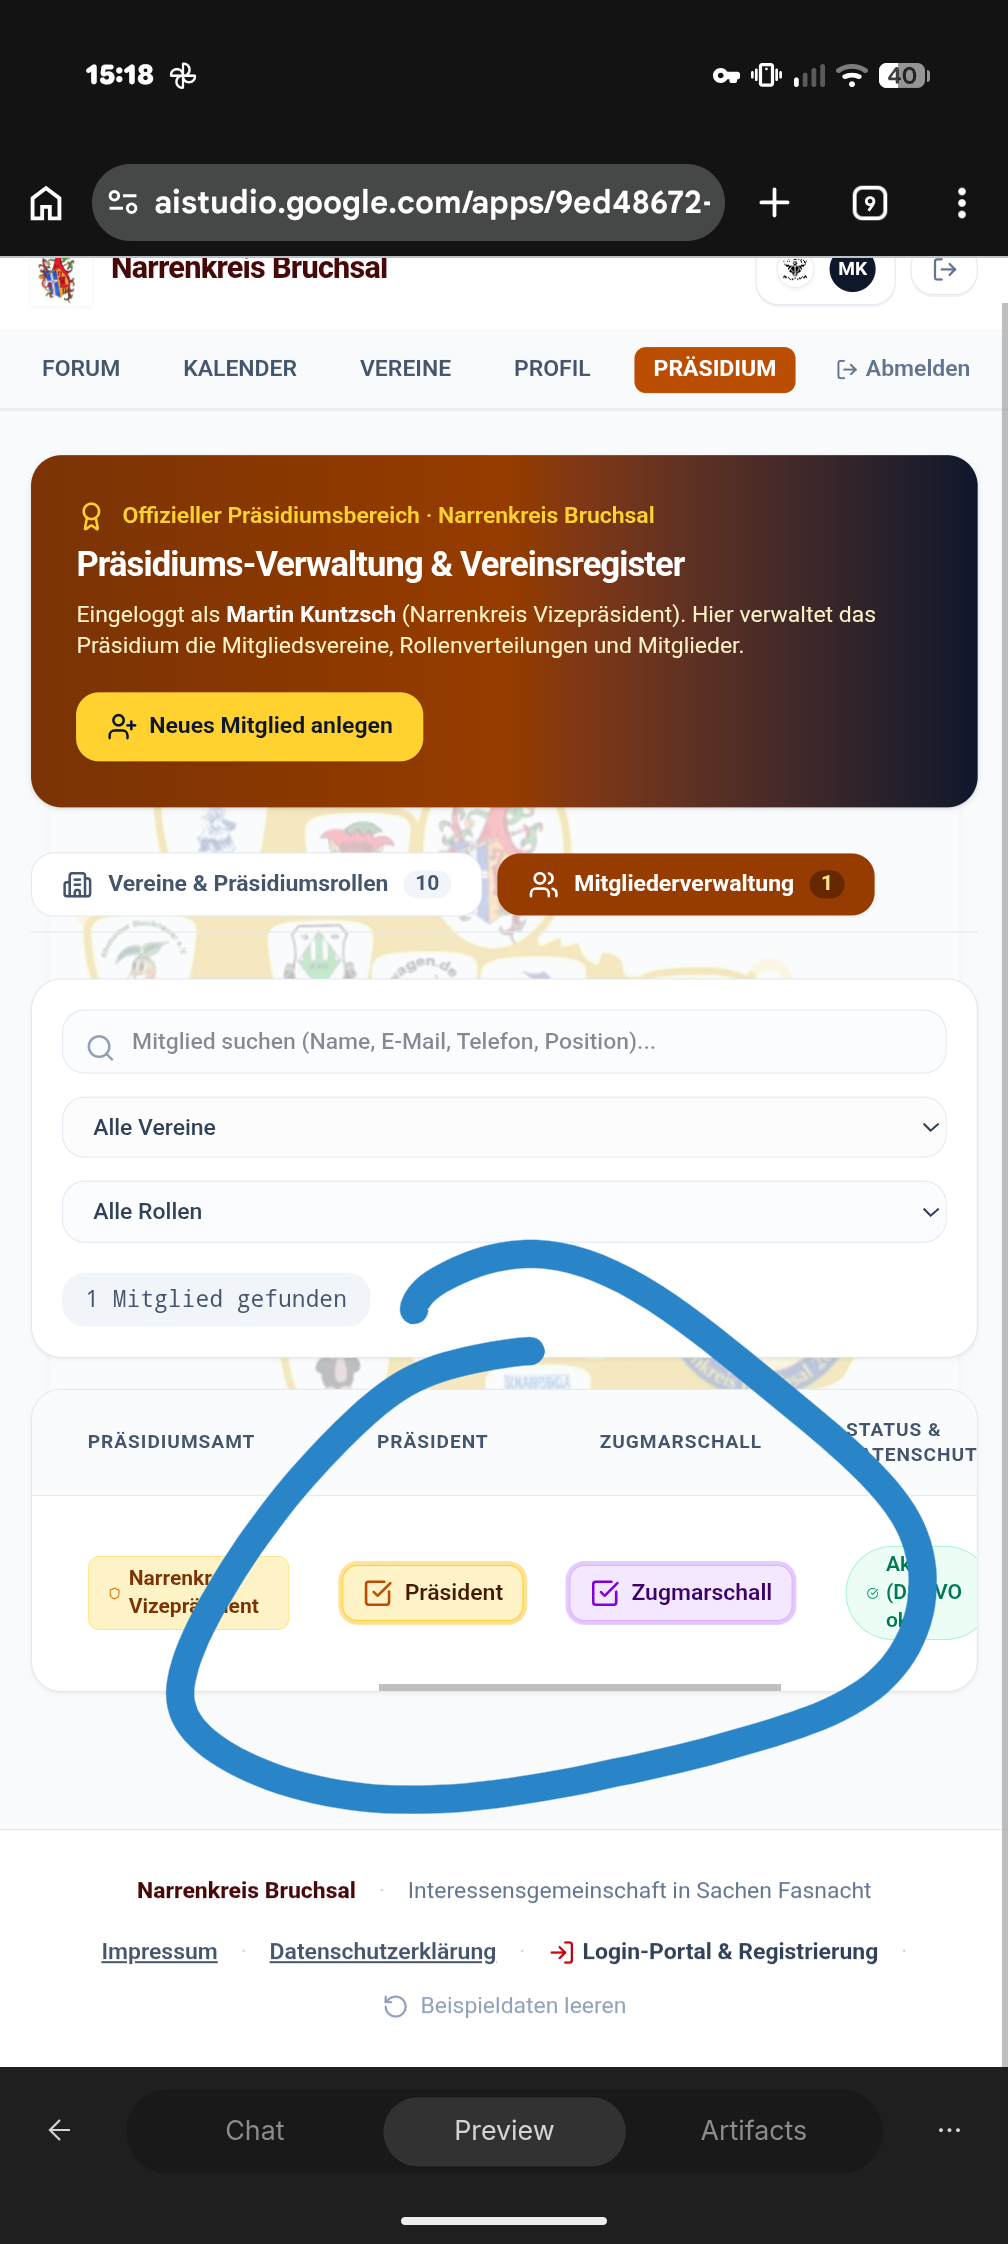 15:18
40
aistudio.google.com/apps/9ed48672-
9
Narrenkreis Bruchsal
MK
FORUM KALENDER VEREINE PROFIL PRÄSIDIUM Abmelden
Offizieller Präsidiumsbereich · Narrenkreis Bruchsal
Präsidiums-Verwaltung & Vereinsregister
Eingeloggt als Martin Kuntzsch (Narrenkreis Vizepräsident). Hier verwaltet das
Präsidium die Mitgliedsvereine, Rollenverteilungen und Mitglieder.
Neues Mitglied anlegen
Vereine & Präsidiumsrollen 10 Mitgliederverwaltung 1
wagen.de
Mitglied suchen (Name, E-Mail, Telefon, Position)...
Alle Vereine
Alle Rollen
1 Mitglied gefunden
PRÄSIDIUMSAMT PRÄSIDENT ZUGMARSCHALL STATUS &
Präsident Zugmarschall
Narrenkreis Bruchsal · Interessensgemeinschaft in Sachen Fasnacht
Impressum · Datenschutzerklärung · Login-Portal & Registrierung ·
Beispieldaten leeren
Chat Preview Artifacts